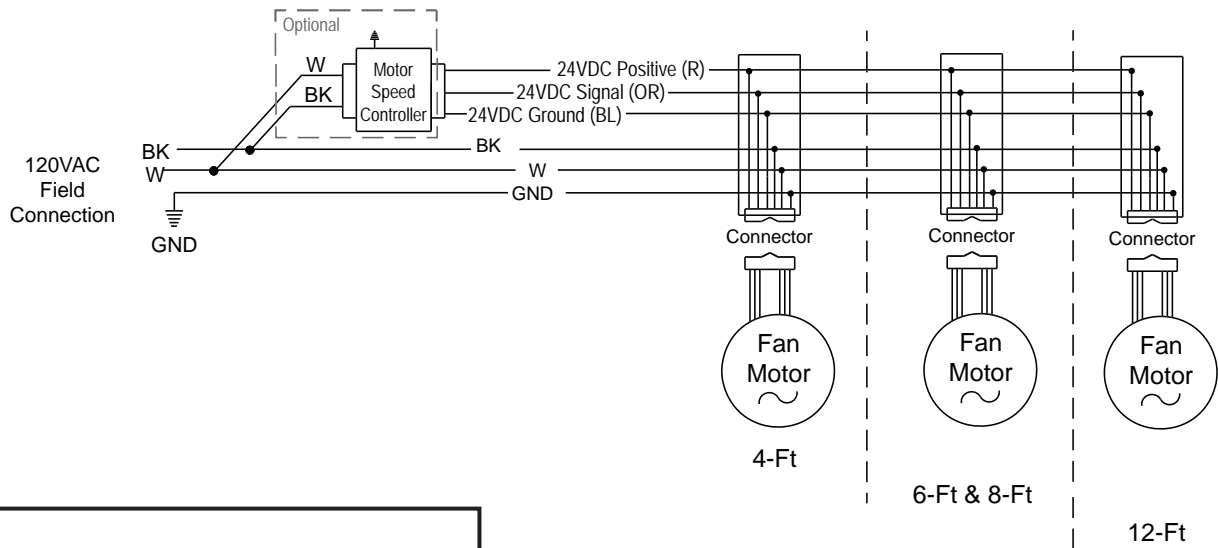 Optional
W
BK
Motor
Speed
Controller
24VDC Positive (R)
24VDC Signal (OR)
24VDC Ground (BL)
120VAC
Field
Connection
BK
W
GND
BK
W
GND
Connector
Connector
Connector
Fan
Motor
Fan
Motor
Fan
Motor
4-Ft
6-Ft & 8-Ft
12-Ft